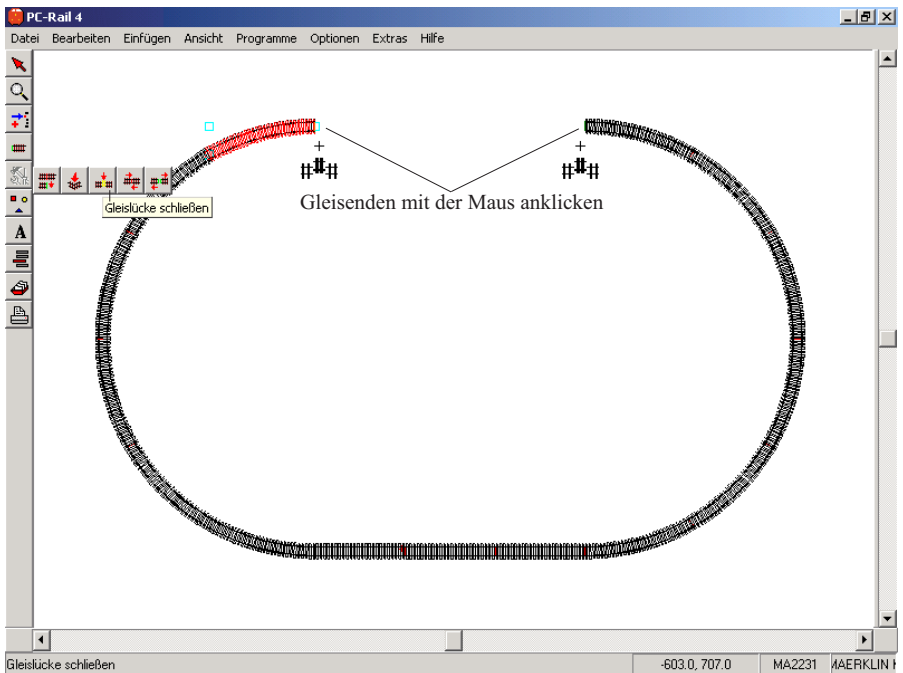 PC-Rail 4
Datei Bearbeiten Einfügen Ansicht Programme Optionen Extras Hilfe
Gleislücke schließen
Gleisenden mit der Maus anklicken
A
Gleislücke schließen
-603.0, 707.0
MA2231
MAERKLIN